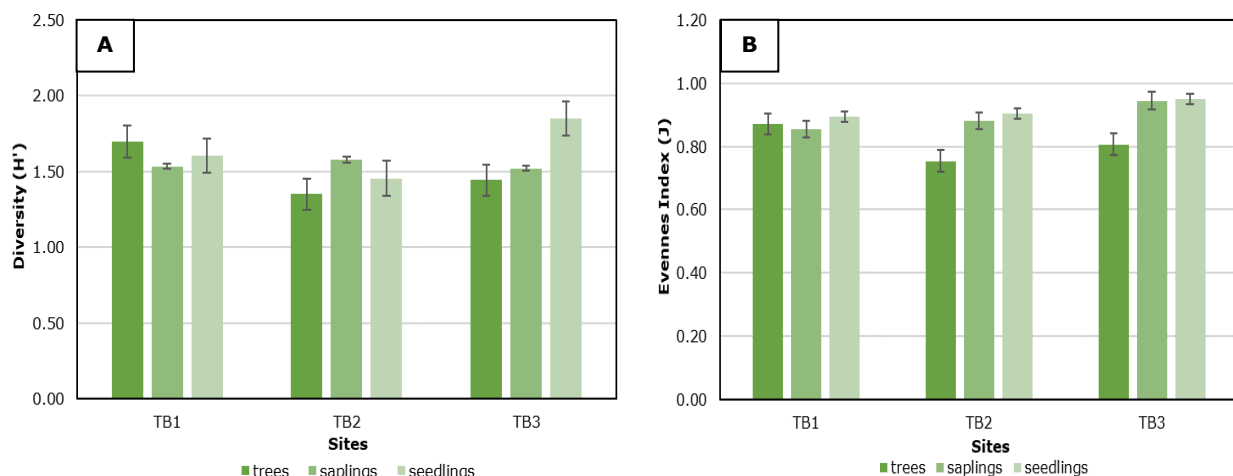 A
Diversity (H')
2.50
2.00
1.50
1.00
0.50
0.00
TB1
TB2
TB3
Sites
trees saplings seedlings
B
Evennes Index (J)
1.20
1.00
0.80
0.60
0.40
0.20
0.00
TB1
TB2
TB3
Sites
trees saplings seedlings